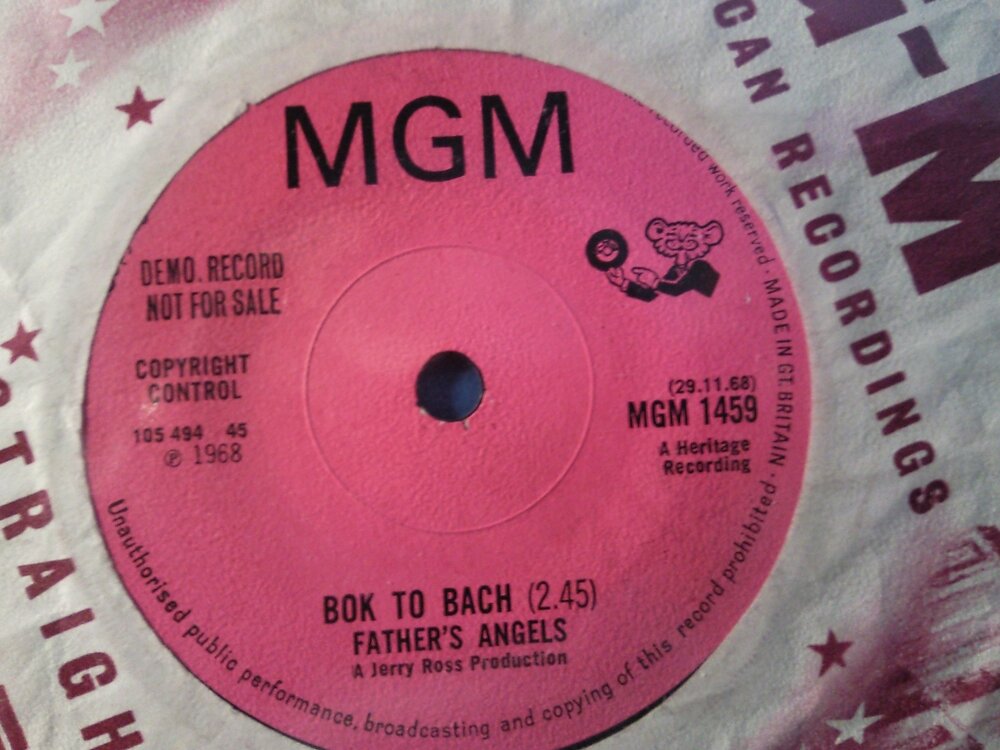 MGM
DEMO. RECORD
NOT FOR SALE
COPYRIGHT
CONTROL
105 494 45
℗ 1968
(29.11.68)
MGM 1459
A Heritage
Recording
BOK TO BACH (2.45)
FATHER'S ANGELS
A Jerry Ross Production
recorded work reserved · MADE IN GT. BRITAIN ·
Unauthorised public performance, broadcasting and copying of this record prohibited ·
CAN RECORDINGS
STRAIGH